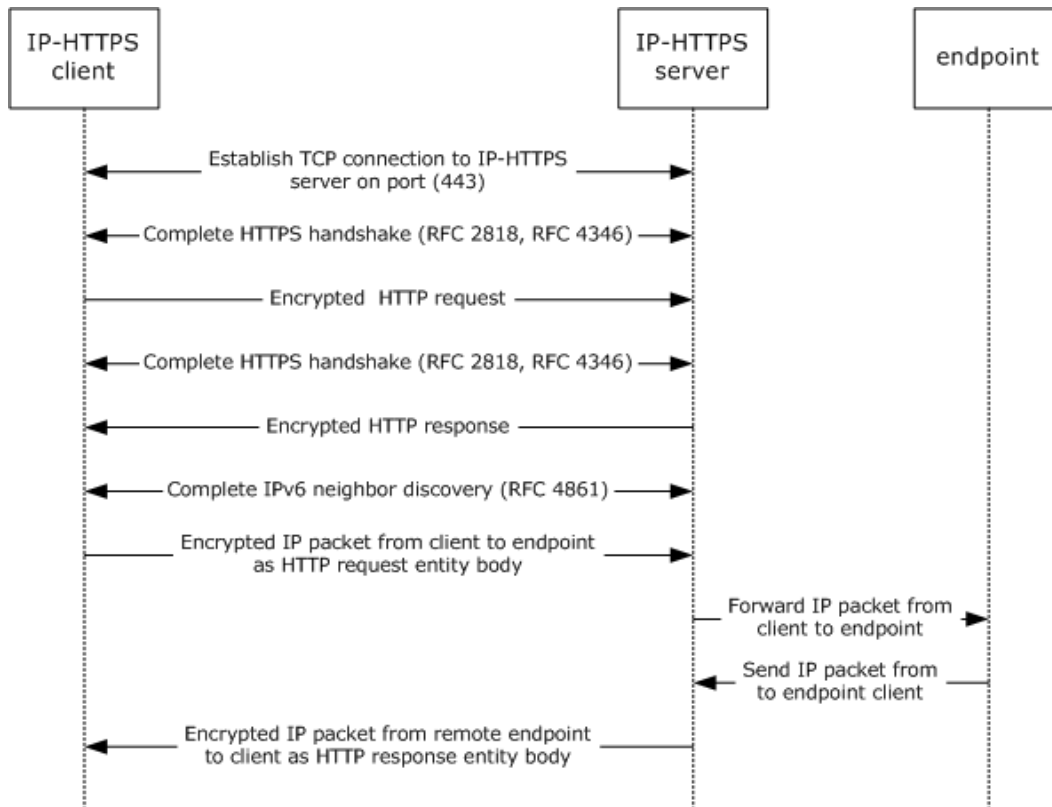 IP-HTTPS
client
IP-HTTPS
server
endpoint
Establish TCP connection to IP-HTTPS
server on port (443)
Complete HTTPS handshake (RFC 2818, RFC 4346)
Encrypted HTTP request
Complete HTTPS handshake (RFC 2818, RFC 4346)
Encrypted HTTP response
Complete IPv6 neighbor discovery (RFC 4861)
Encrypted IP packet from client to endpoint
as HTTP request entity body
Forward IP packet from
client to endpoint
Send IP packet from
to endpoint client
Encrypted IP packet from remote endpoint
to client as HTTP response entity body